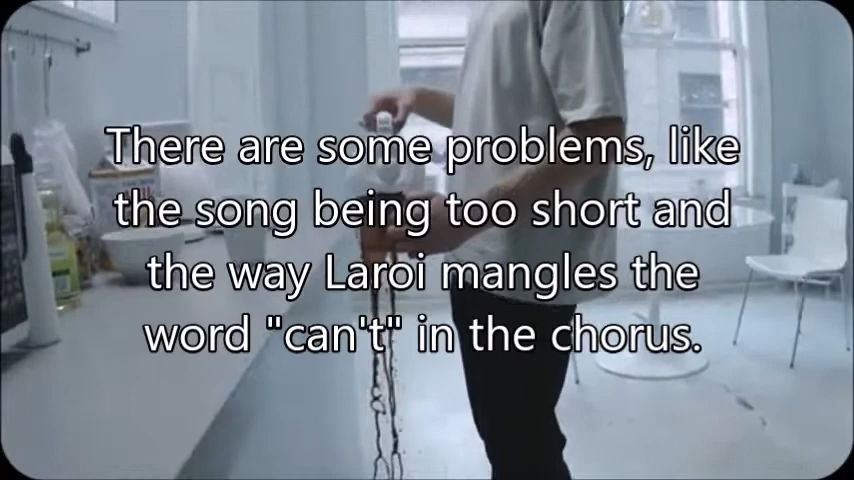 There are some problems, like
the song being too short and
the way Laroi mangles the
word "can't" in the chorus.